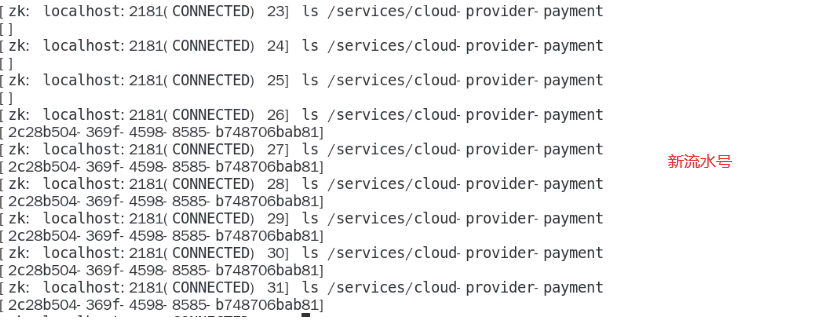 [ zk: localhost:2181(CONNECTED) 23] ls /services/cloud-provider-payment
[]
[ zk: localhost:2181(CONNECTED) 24] ls /services/cloud-provider-payment
[]
[ zk: localhost:2181(CONNECTED) 25] ls /services/cloud-provider-payment
[]
[ zk: localhost:2181(CONNECTED) 26] ls /services/cloud-provider-payment
[2c28b504-369f-4598-8585-b748706bab81]
[ zk: localhost:2181(CONNECTED) 27] ls /services/cloud-provider-payment
新流水号
[2c28b504-369f-4598-8585-b748706bab81]
[ zk: localhost:2181(CONNECTED) 28] ls /services/cloud-provider-payment
[2c28b504-369f-4598-8585-b748706bab81]
[ zk: localhost:2181(CONNECTED) 29] ls /services/cloud-provider-payment
[2c28b504-369f-4598-8585-b748706bab81]
[ zk: localhost:2181(CONNECTED) 30] ls /services/cloud-provider-payment
[2c28b504-369f-4598-8585-b748706bab81]
[ zk: localhost:2181(CONNECTED) 31] ls /services/cloud-provider-payment
[2c28b504-369f-4598-8585-b748706bab81]